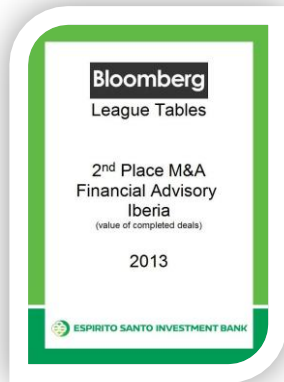 Bloomberg
League Tables
2nd Place M&A
Financial Advisory
Iberia
(value of completed deals)
2013
ESPIRITO SANTO INVESTMENT BANK